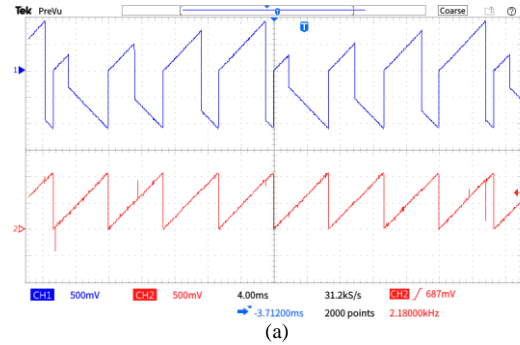 Tek PreVu Coarse
1
2
CH1 500mV CH2 500mV 4.00ms 31.2kS/s CH2 687mV
-3.71200ms 2000 points 2.18000kHz
(a)